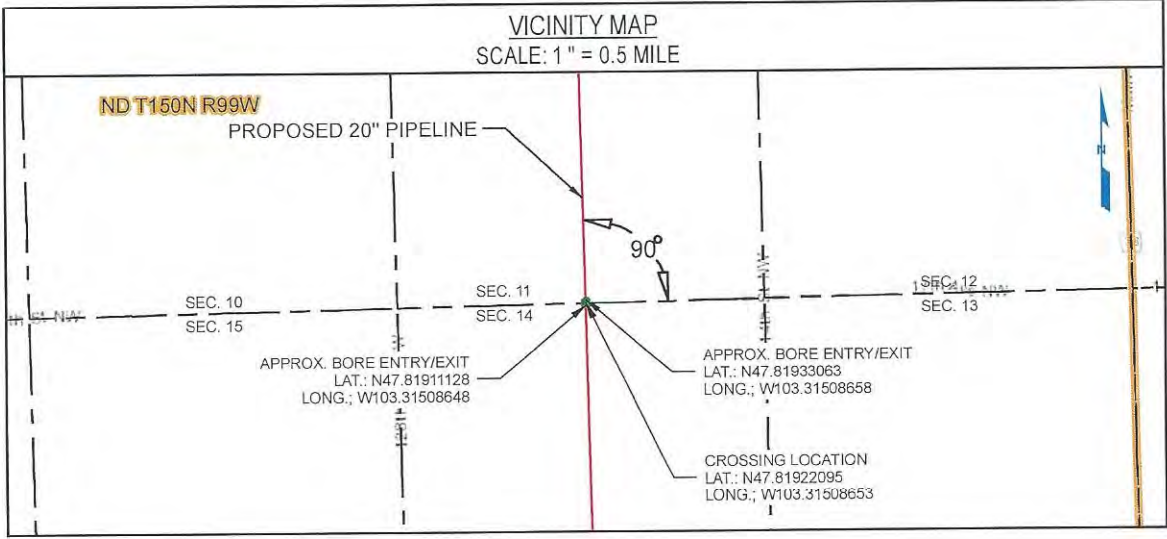 VICINITY MAP
SCALE: 1 " = 0.5 MILE
ND T150N R99W
PROPOSED 20" PIPELINE
N
90°
SEC. 10
SEC. 15
SEC. 11
SEC. 14
SEC. 12
SEC. 13
APPROX. BORE ENTRY/EXIT
LAT.: N47.81911128
LONG.; W103.31508648
APPROX. BORE ENTRY/EXIT
LAT.: N47.81933063
LONG.; W103.31508658
CROSSING LOCATION
LAT.: N47.81922095
LONG.; W103.31508653